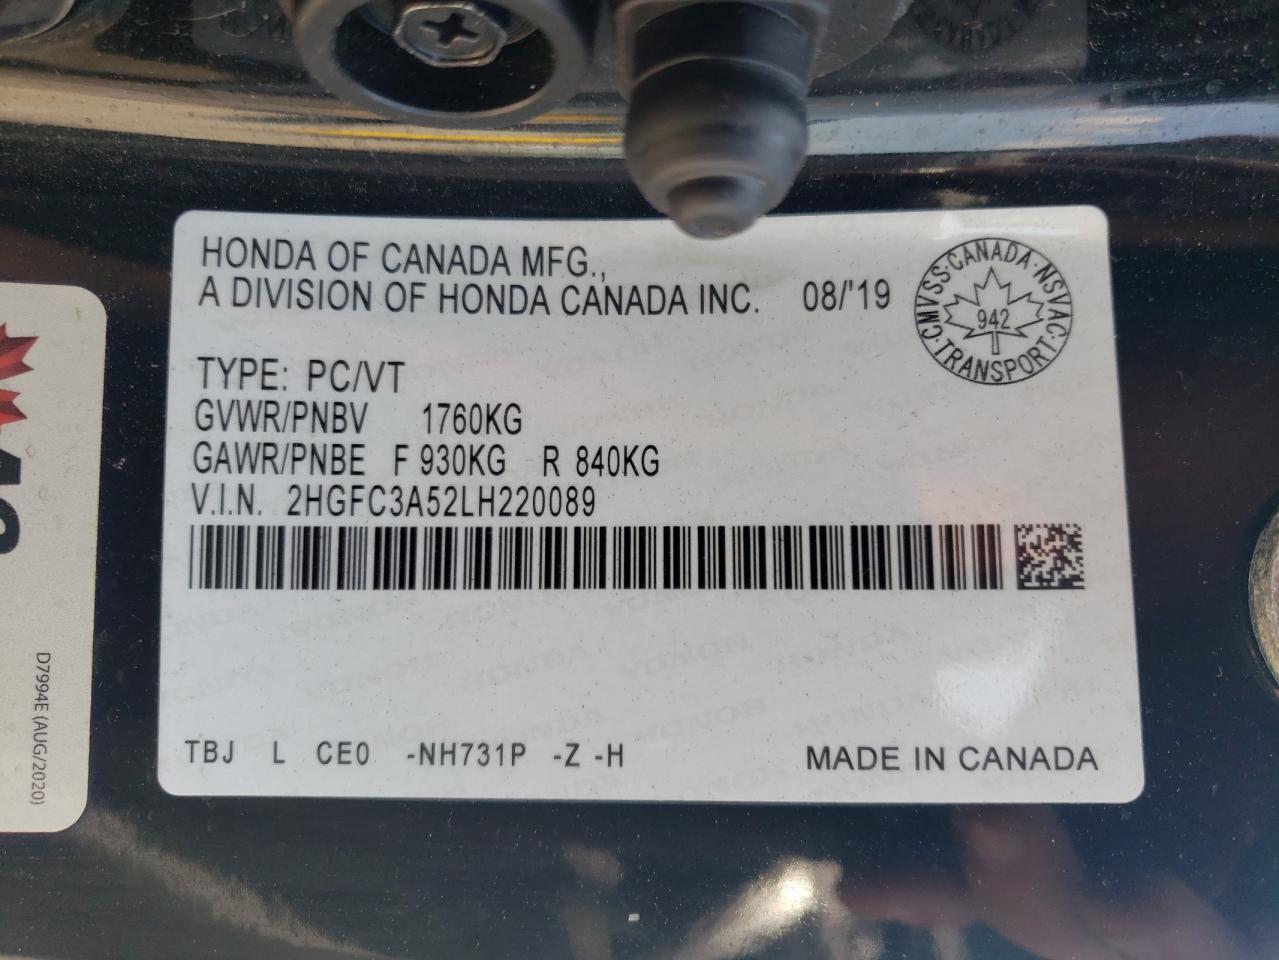 HONDA OF CANADA MFG.,
A DIVISION OF HONDA CANADA INC. 08/'19
CMVSS·CANADA·NSVAC·TRANSPORT·
942
TYPE: PC/VT
GVWR/PNBV 1760KG
GAWR/PNBE F 930KG R 840KG
V.I.N. 2HGFC3A52LH220089
TBJ L CE0 -NH731P -Z -H MADE IN CANADA
D7994E (AUG/2020)